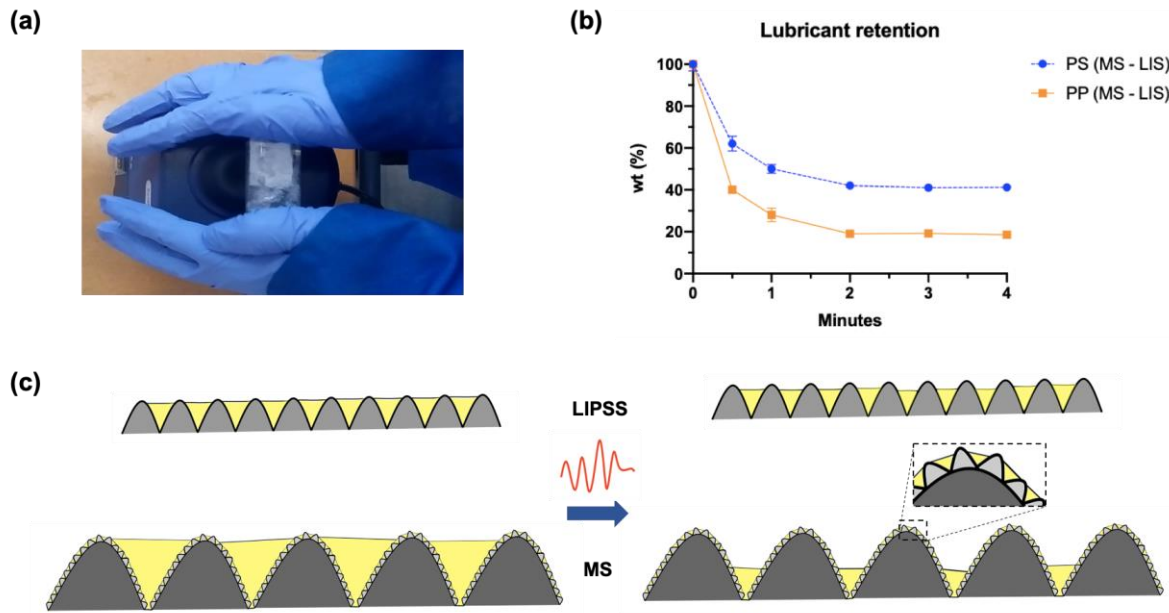 (a)
(b)
Lubricant retention
100
80
60
40
20
0
wt (%)
0 1 2 3 4
Minutes
PS (MS - LIS)
PP (MS - LIS)
(c)
LIPSS
MS